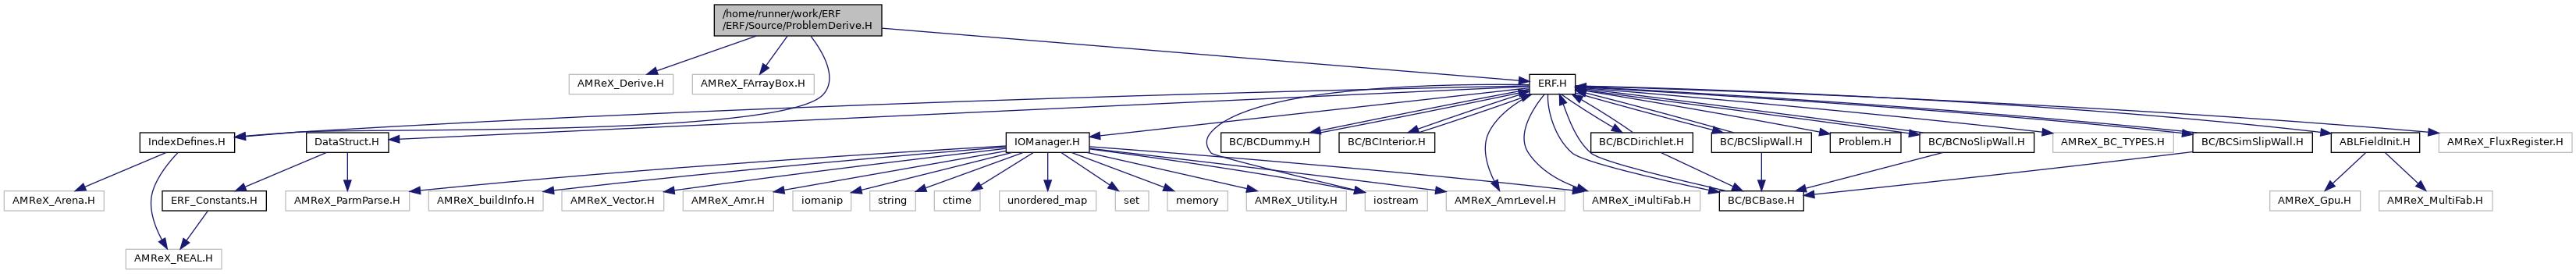 /home/runner/work/ERF
/ERF/Source/ProblemDerive.H
AMReX_Derive.H
AMReX_FArrayBox.H
ERF.H
IndexDefines.H
DataStruct.H
IOManager.H
BC/BCDummy.H
BC/BCInterior.H
BC/BCDirichlet.H
BC/BCSlipWall.H
Problem.H
BC/BCNoSlipWall.H
AMReX_BC_TYPES.H
BC/BCSimSlipWall.H
ABLFieldInit.H
AMReX_FluxRegister.H
AMReX_Arena.H
ERF_Constants.H
AMReX_ParmParse.H
AMReX_buildInfo.H
AMReX_Vector.H
AMReX_Amr.H
iomanip
string
ctime
unordered_map
set
memory
AMReX_Utility.H
iostream
AMReX_AmrLevel.H
AMReX_iMultiFab.H
BC/BCBase.H
AMReX_Gpu.H
AMReX_MultiFab.H
AMReX_REAL.H